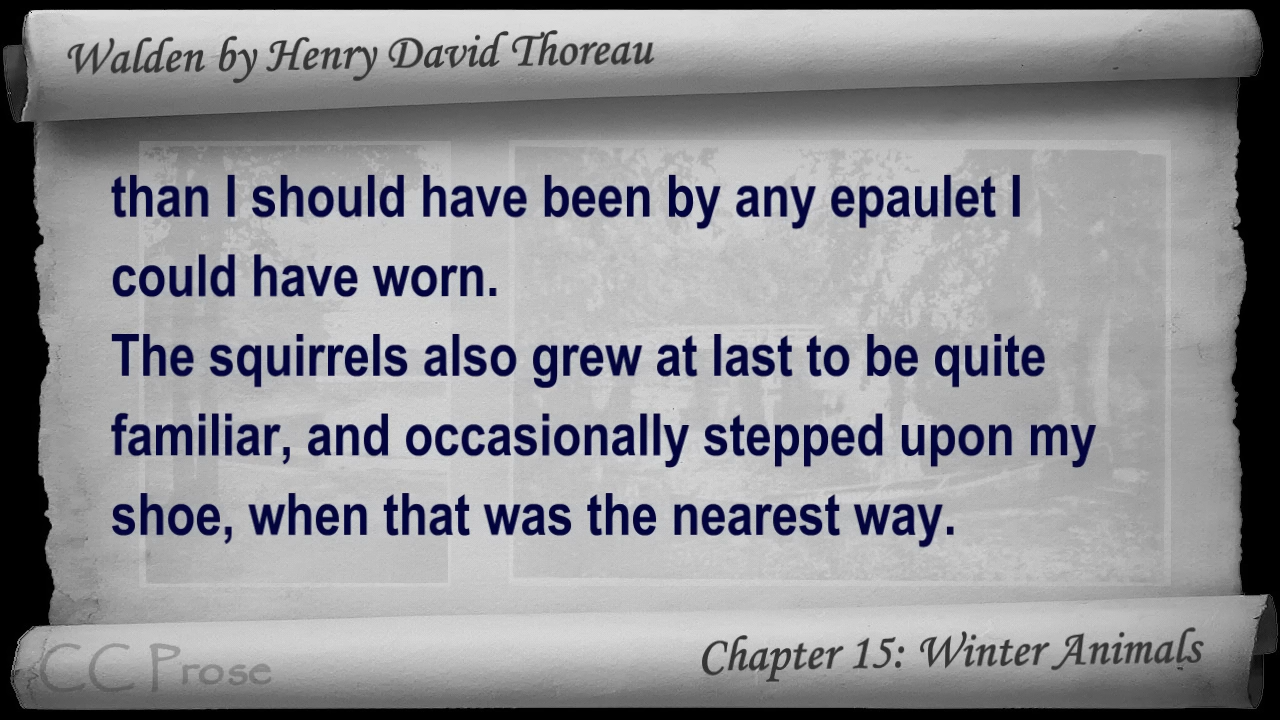 Walden by Henry David Thoreau
than I should have been by any epaulet I
could have worn.
The squirrels also grew at last to be quite
familiar, and occasionally stepped upon my
shoe, when that was the nearest way.
CC Prose
Chapter 15: Winter Animals